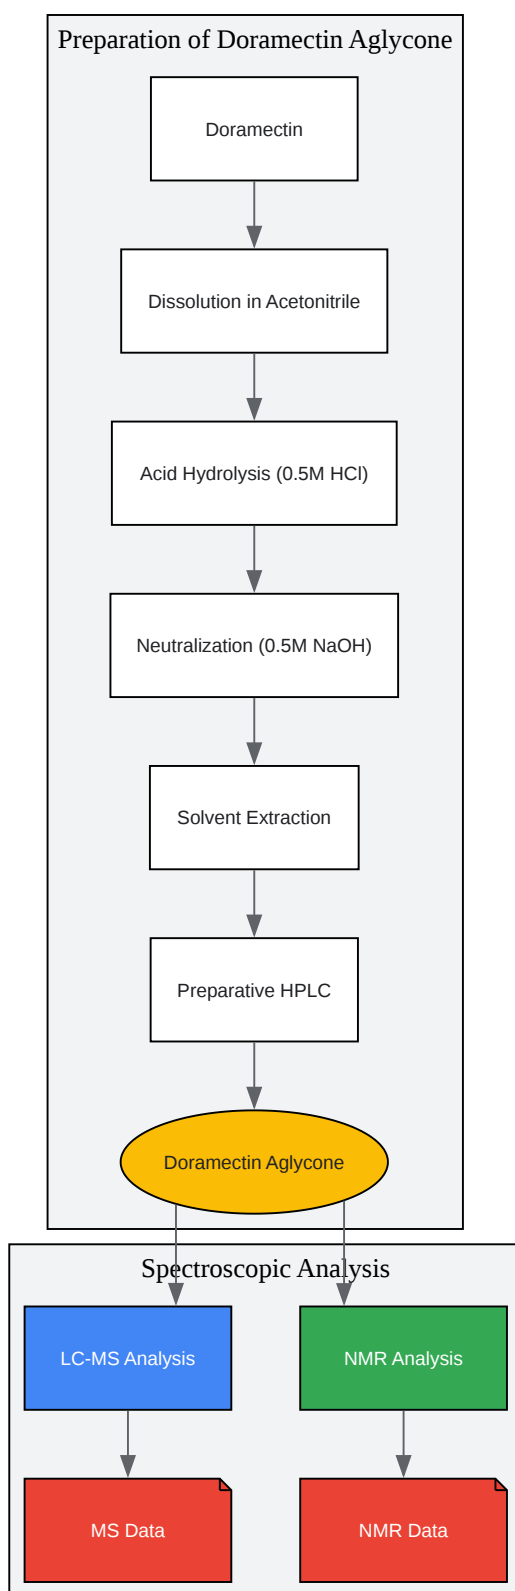 Preparation of Doramectin Aglycone
Doramectin
Dissolution in Acetonitrile
Acid Hydrolysis (0.5M HCl)
Neutralization (0.5M NaOH)
Solvent Extraction
Preparative HPLC
Doramectin Aglycone
Spectroscopic Analysis
LC-MS Analysis
NMR Analysis
MS Data
NMR Data